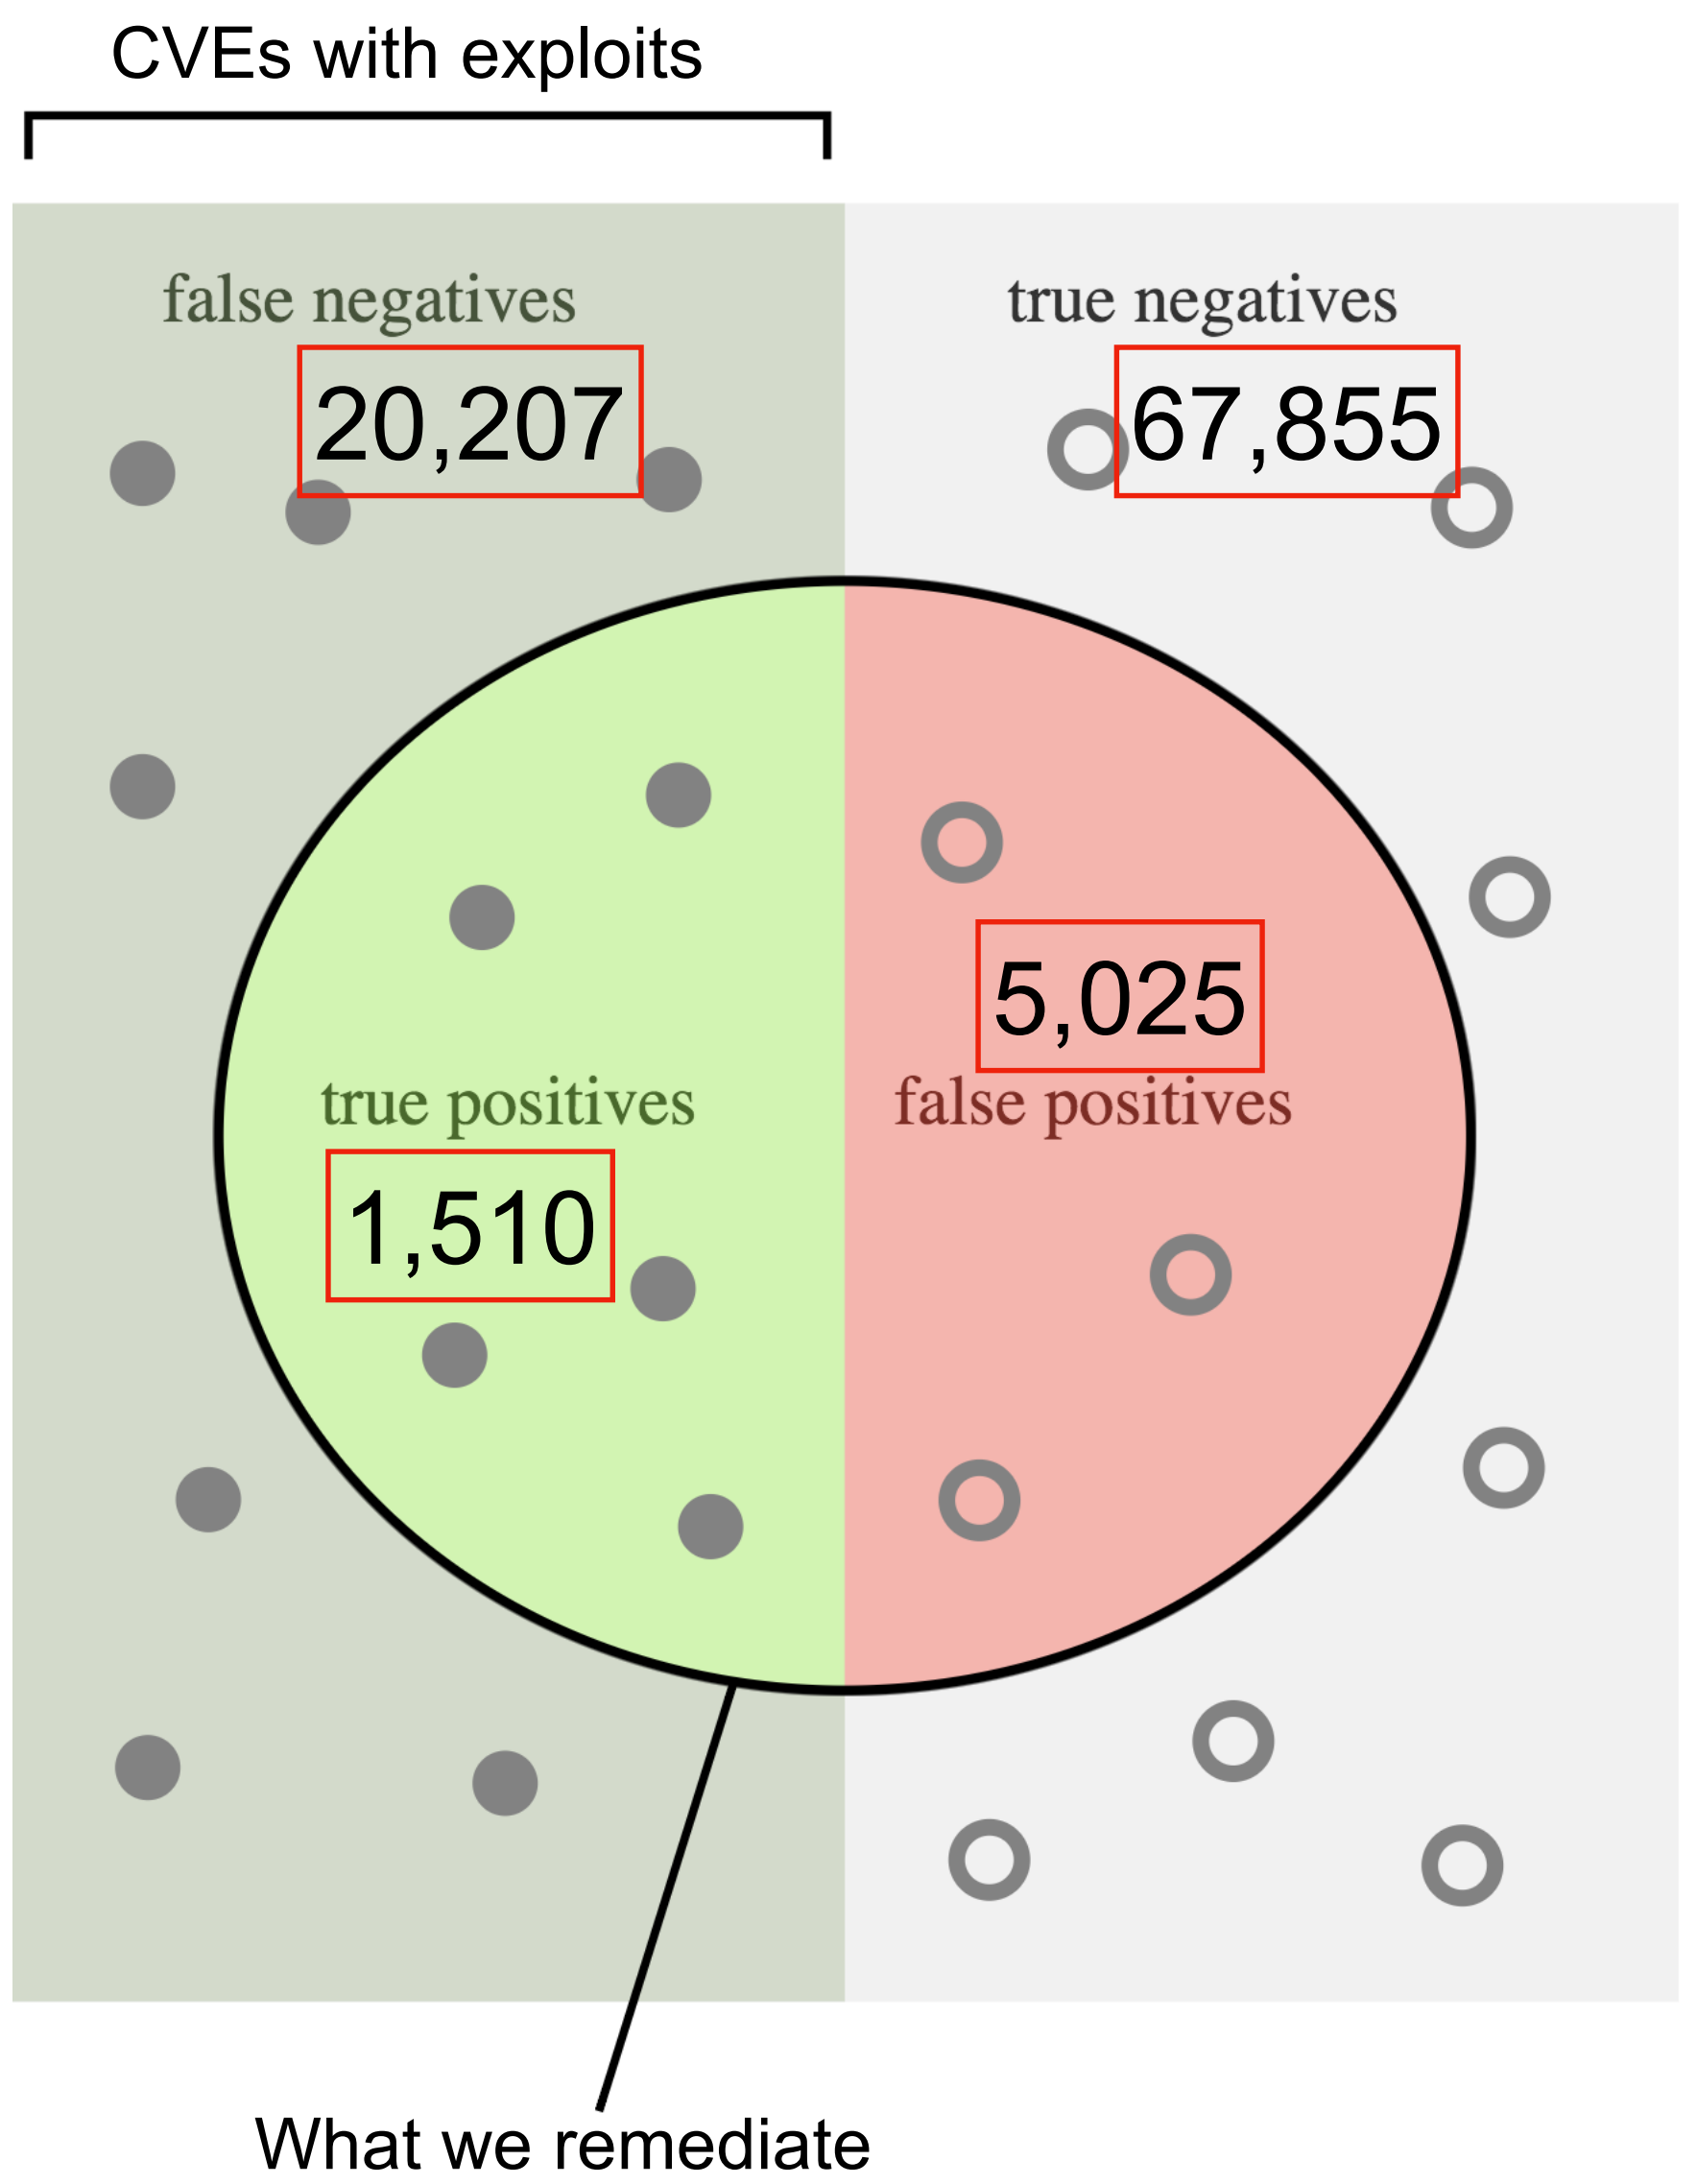 CVEs with exploits
false negatives
20,207
true negatives
67,855
5,025
true positives
false positives
1,510
What we remediate